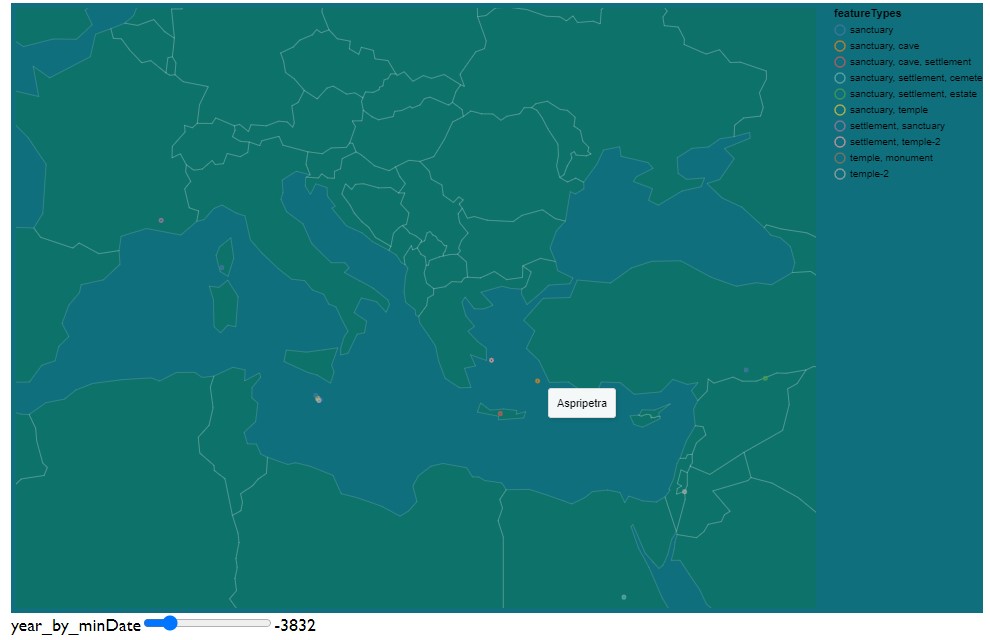 featureTypes
sanctuary
sanctuary, cave
sanctuary, cave, settlement
sanctuary, settlement, cemete
sanctuary, settlement, estate
sanctuary, temple
settlement, sanctuary
settlement, temple-2
temple, monument
temple-2
Aspripetra
year_by_minDate -3832